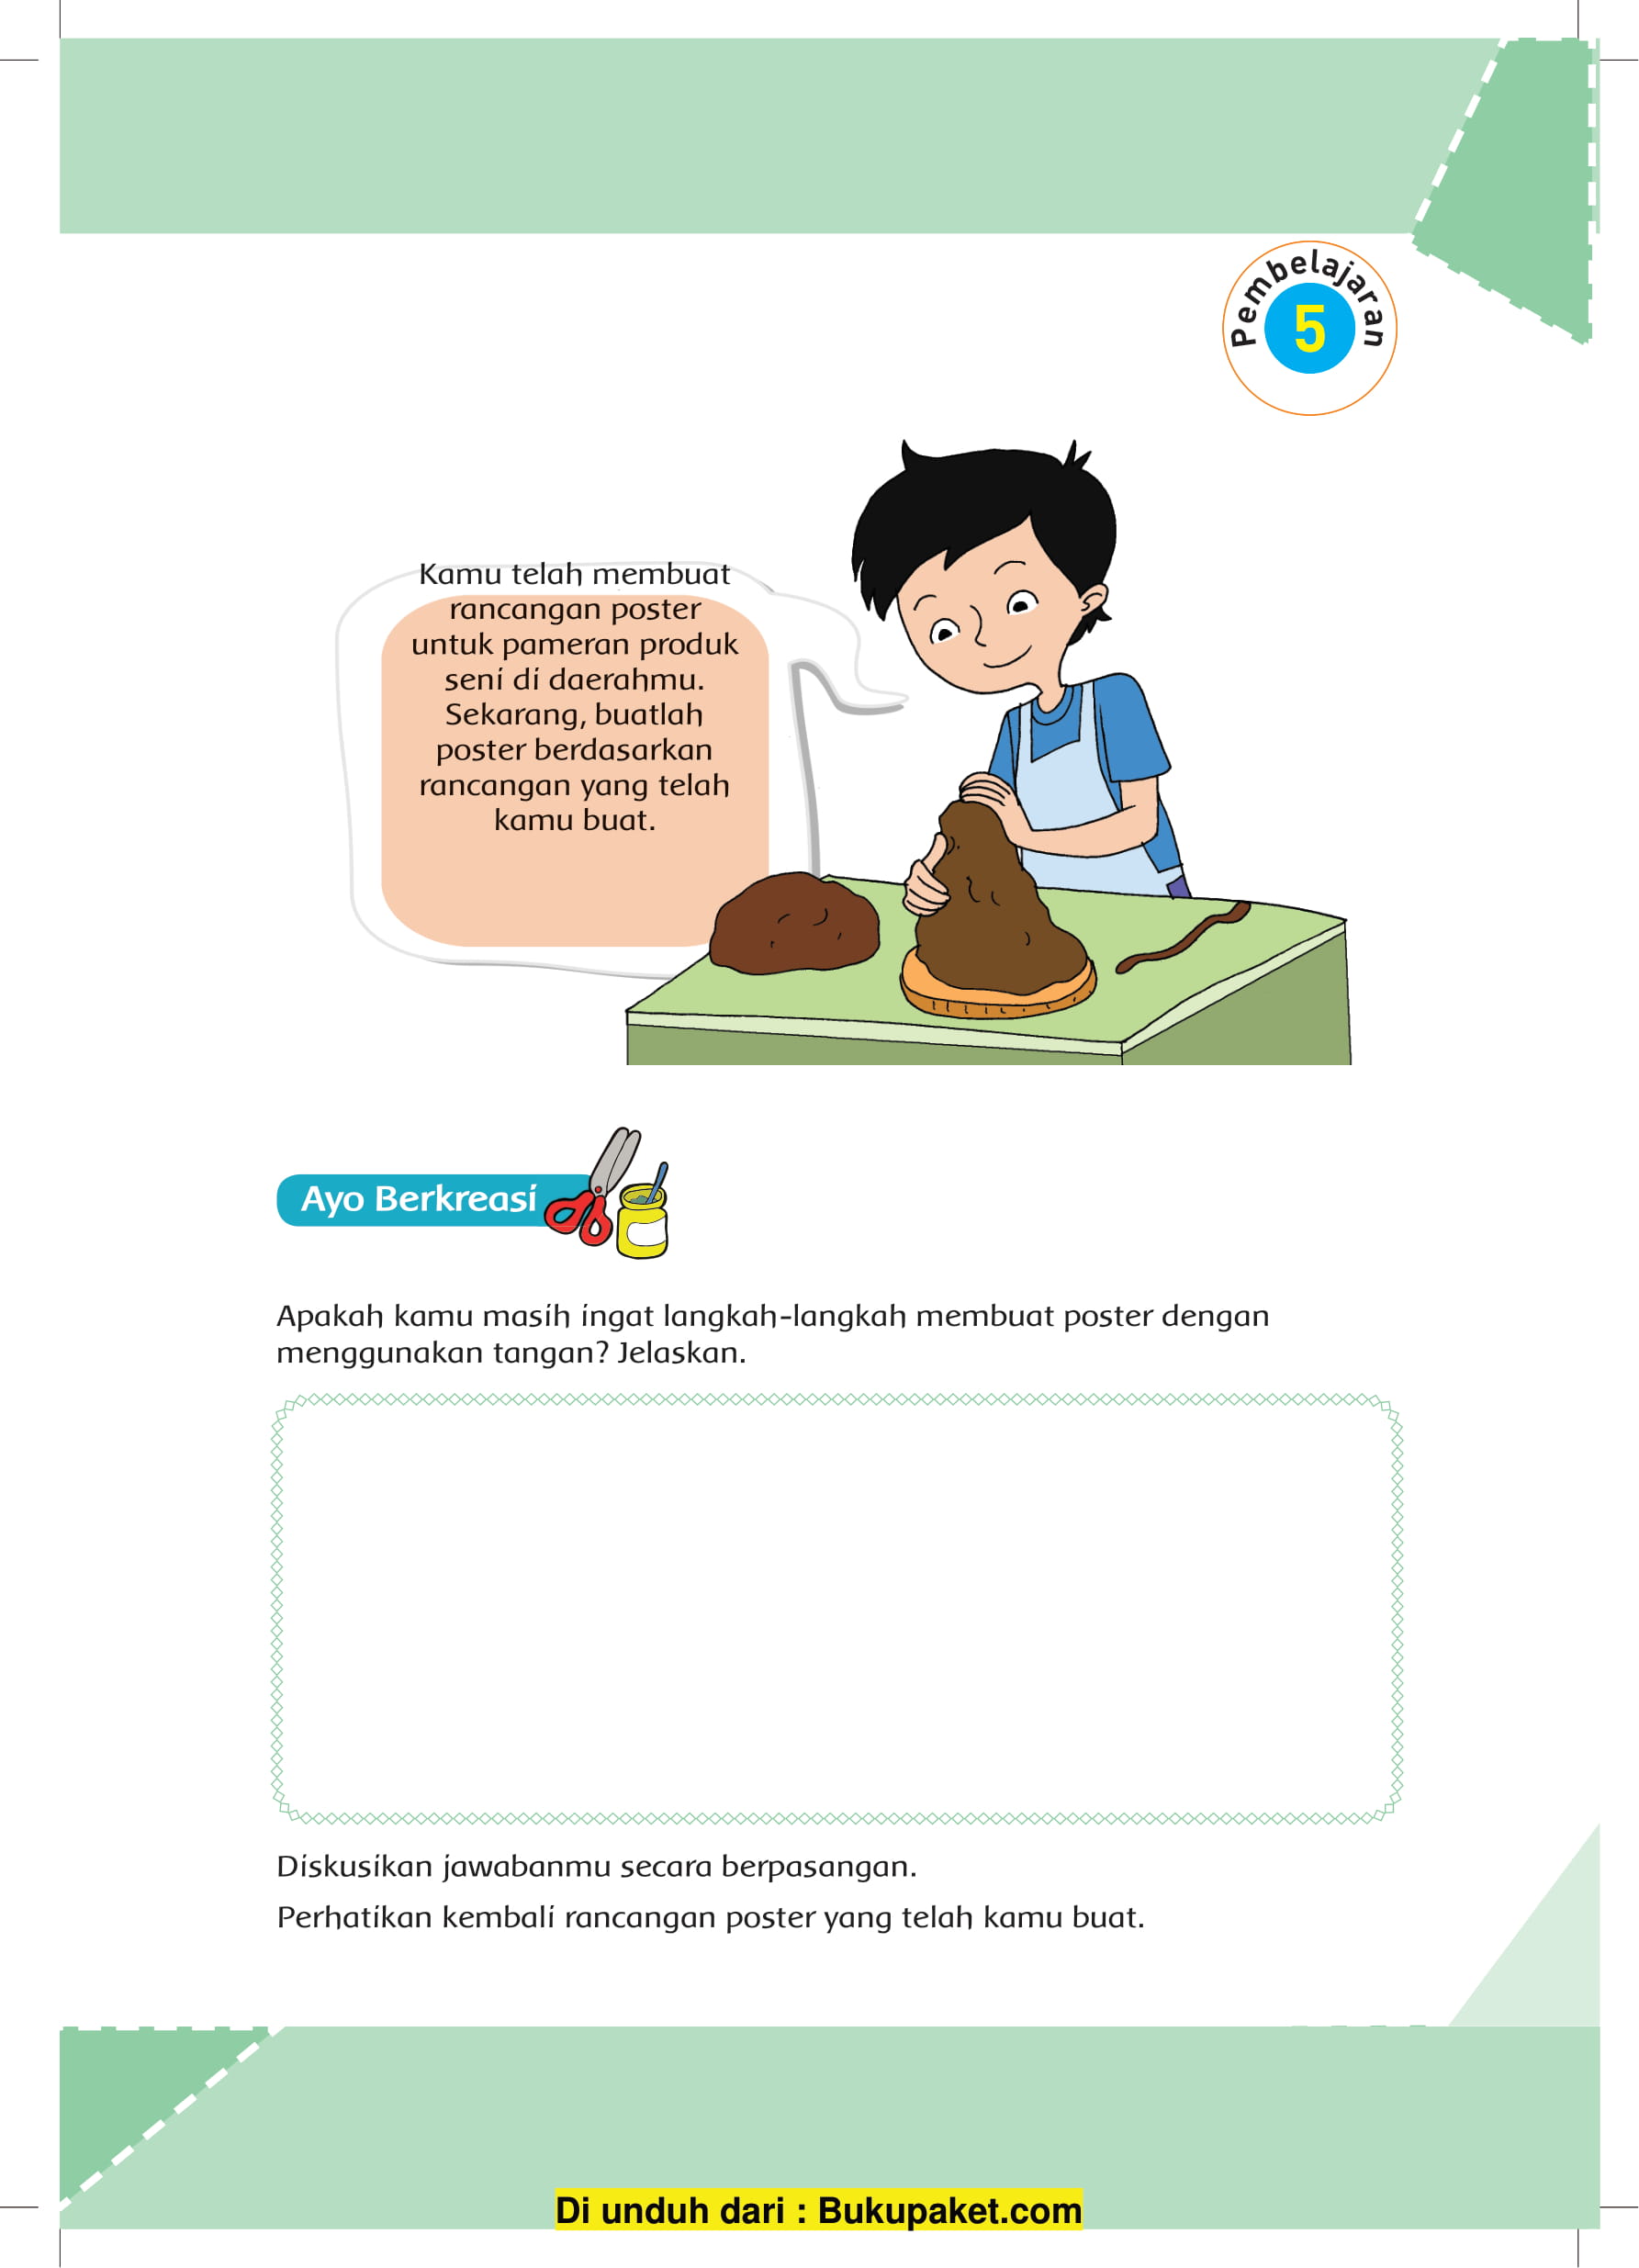 Pembelajaran
5
Kamu telah membuat
rancangan poster
untuk pameran produk
seni di daerahmu.
Sekarang, buatlah
poster berdasarkan
rancangan yang telah
kamu buat.
Ayo Berkreasi
Apakah kamu masih ingat langkah-langkah membuat poster dengan
menggunakan tangan? Jelaskan.
Diskusikan jawabanmu secara berpasangan.
Perhatikan kembali rancangan poster yang telah kamu buat.
Di unduh dari : Bukupaket.com